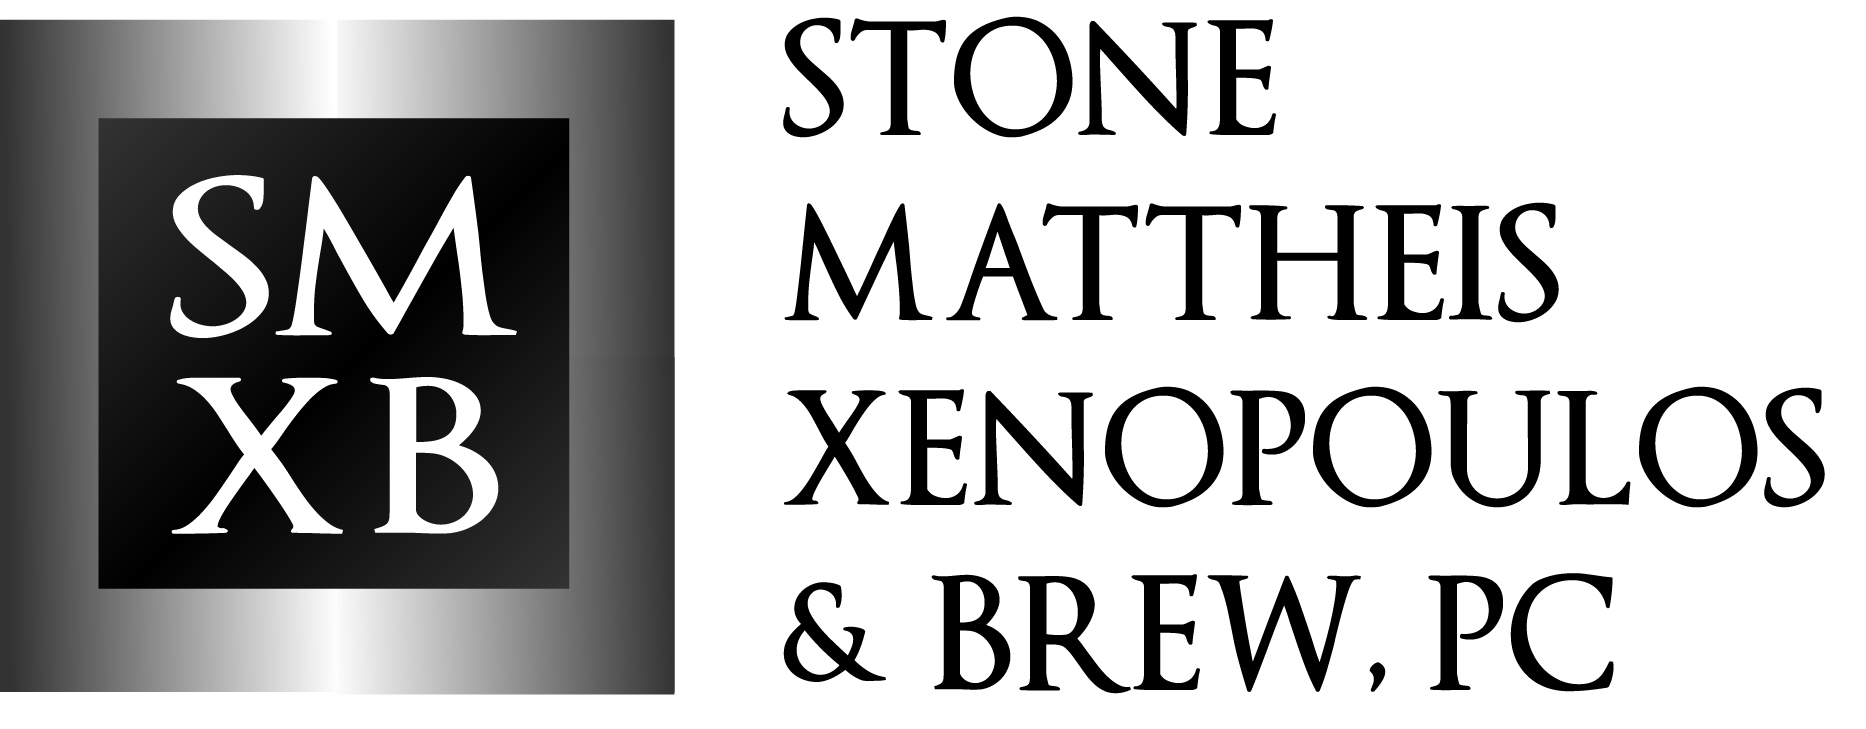 SM
XB
STONE
MATTHEIS
XENOPOULOS
& BREW, PC